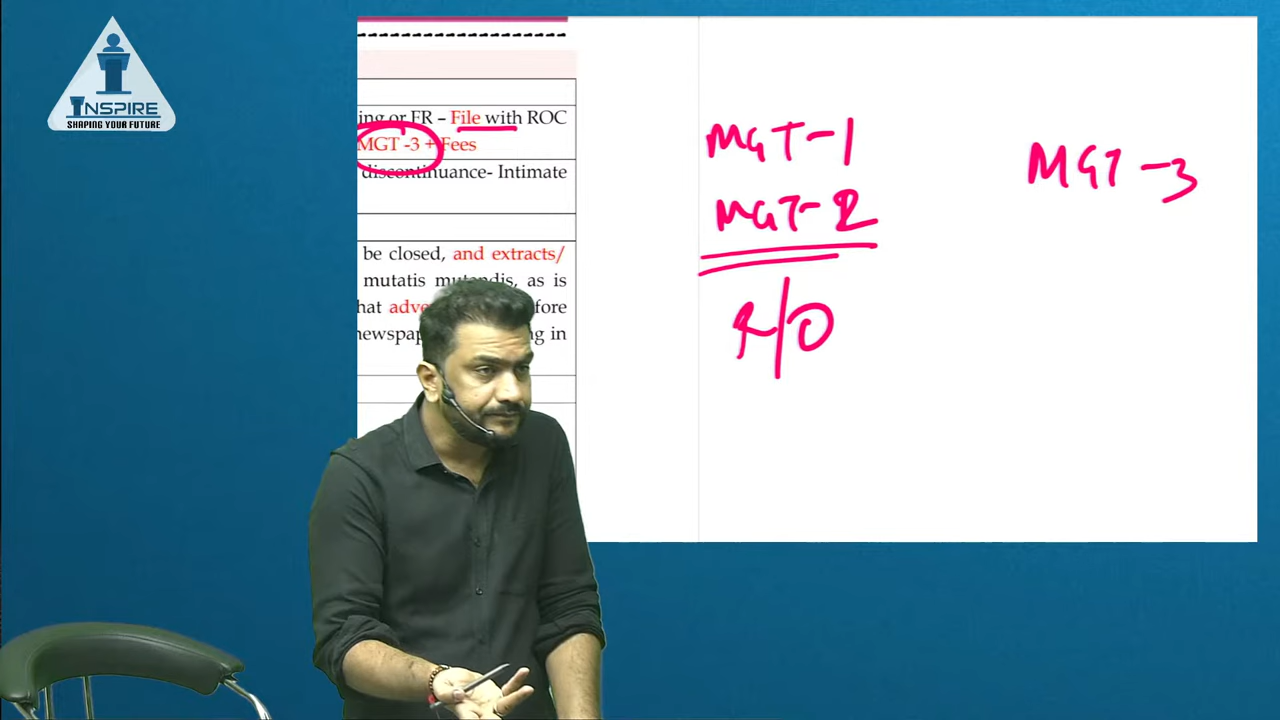 INSPIRE
SHAPING YOUR FUTURE
ing or FR – File with ROC
MGT -3 + Fees
discontinuance- Intimate
be closed, and extracts/
mutatis mutandis, as is
hat adve fore
newspap ng in
MGT-1
MGT-2
R/O
MGT-3